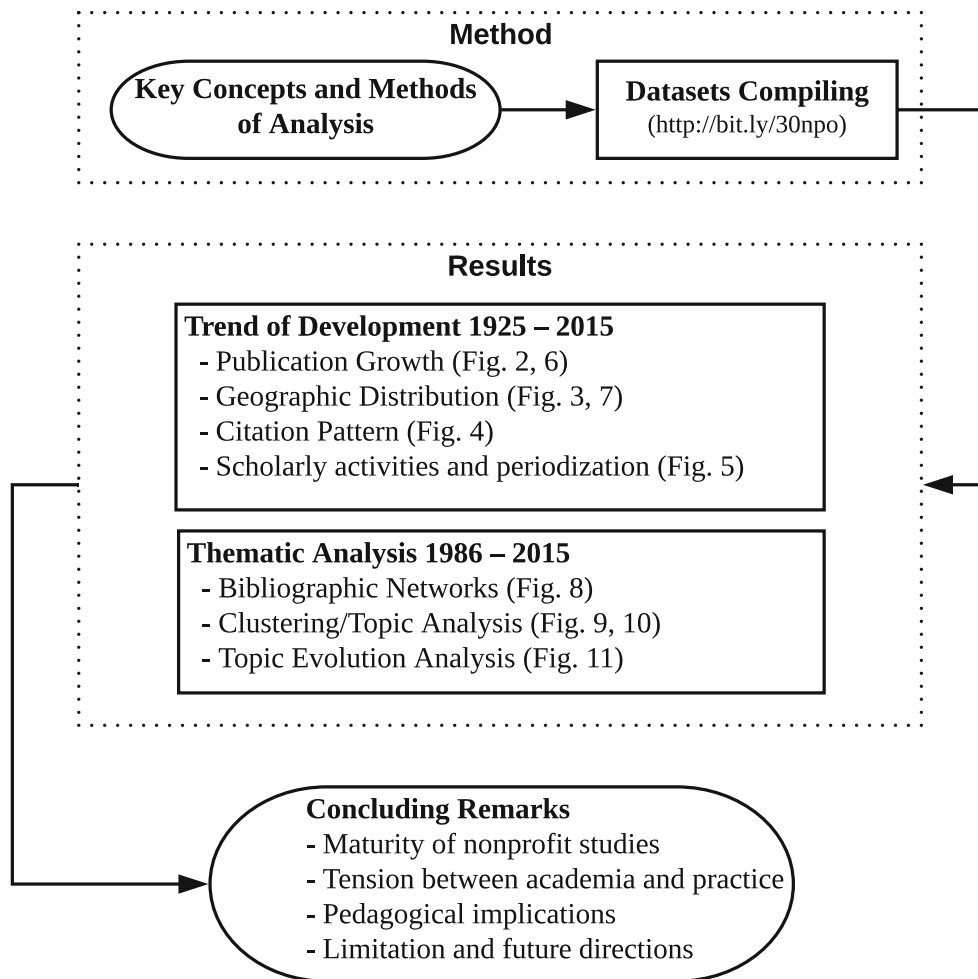 Method
Key Concepts and Methods
of Analysis
Datasets Compiling
(http://bit.ly/30npo)
Results
Trend of Development 1925 – 2015
- Publication Growth (Fig. 2, 6)
- Geographic Distribution (Fig. 3, 7)
- Citation Pattern (Fig. 4)
- Scholarly activities and periodization (Fig. 5)
Thematic Analysis 1986 – 2015
- Bibliographic Networks (Fig. 8)
- Clustering/Topic Analysis (Fig. 9, 10)
- Topic Evolution Analysis (Fig. 11)
Concluding Remarks
- Maturity of nonprofit studies
- Tension between academia and practice
- Pedagogical implications
- Limitation and future directions